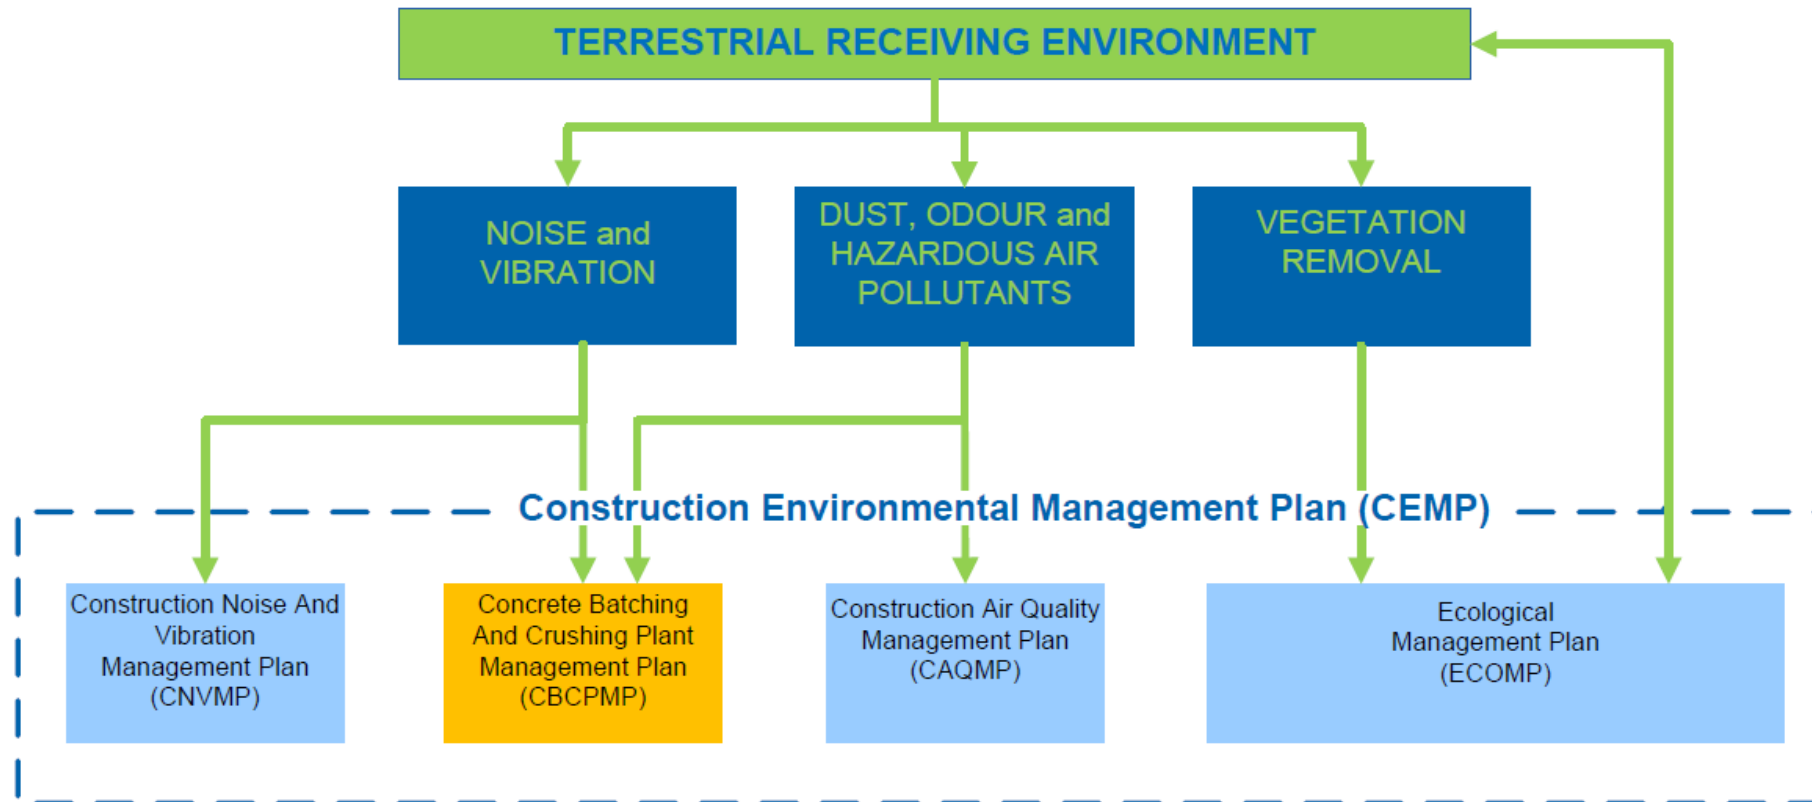 TERRESTRIAL RECEIVING ENVIRONMENT
NOISE and
VIBRATION
DUST, ODOUR and
HAZARDOUS AIR
POLLUTANTS
VEGETATION
REMOVAL
Construction Environmental Management Plan (CEMP)
Construction Noise And
Vibration
Management Plan
(CNVMP)
Concrete Batching
And Crushing Plant
Management Plan
(CBCPMP)
Construction Air Quality
Management Plan
(CAQMP)
Ecological
Management Plan
(ECOMP)